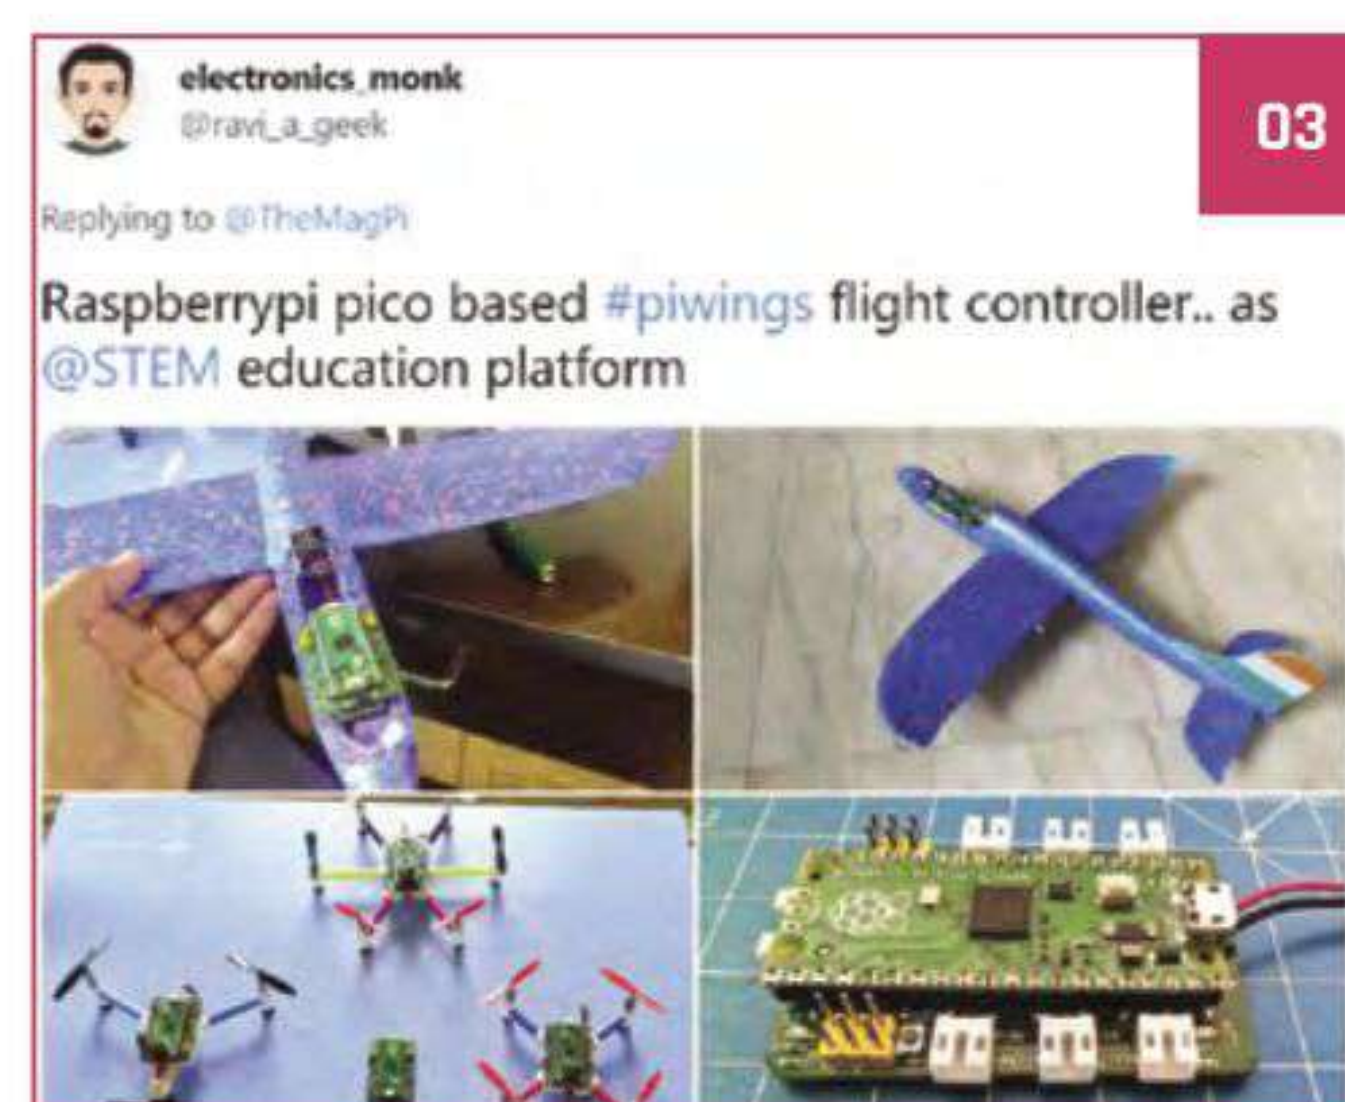 electronics_monk
@ravi_a_geek
03
Replying to @TheMagPi
Raspberrypi pico based #piwings flight controller.. as
@STEM education platform